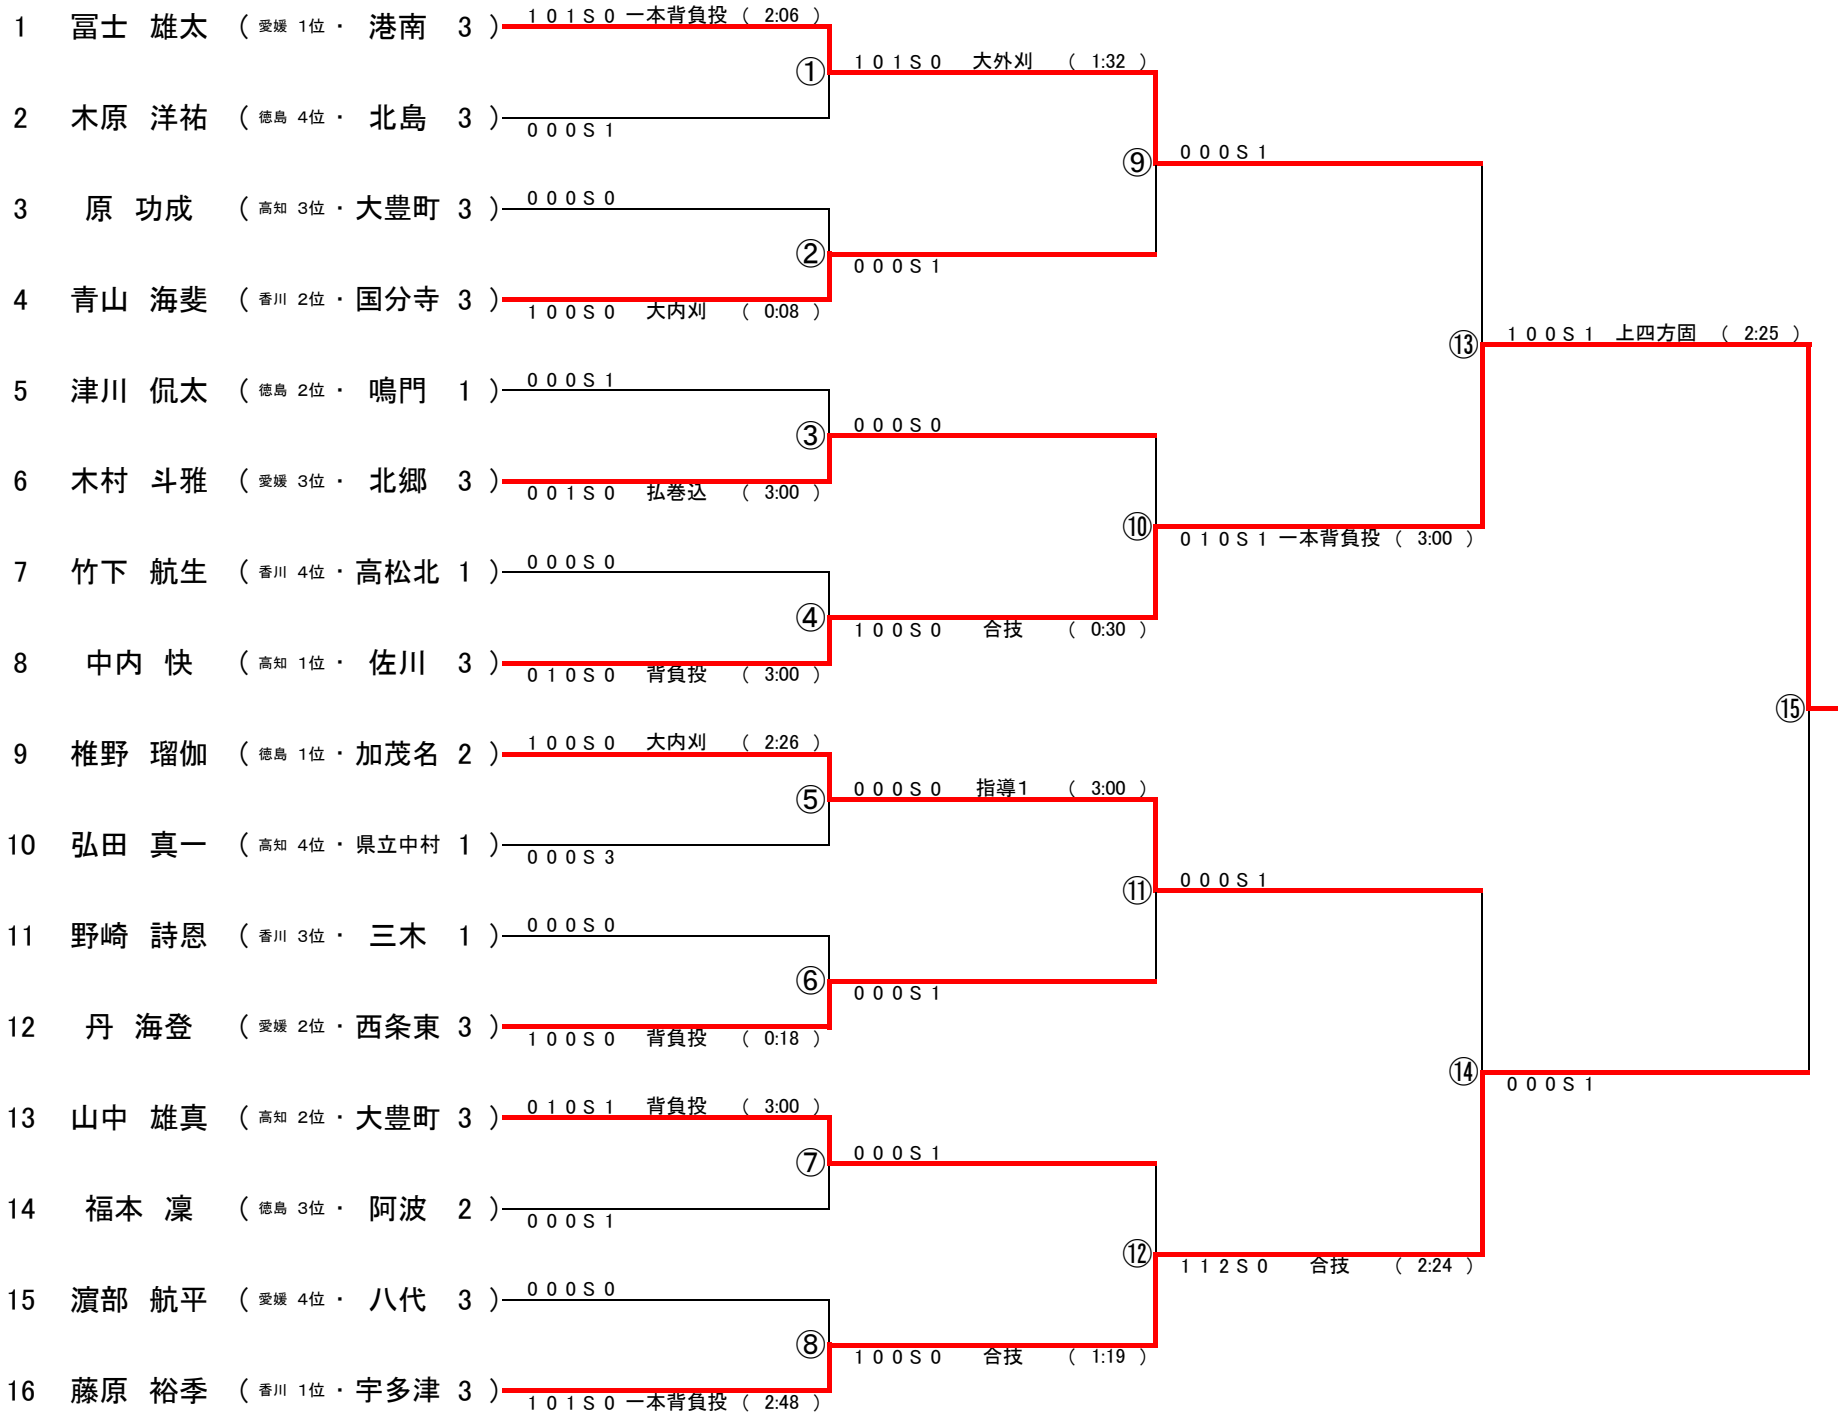 1 冨士 雄太 ( 愛媛 1位 ・ 港南 3 ) 1 0 1 S 0 一本背負投 ( 2:06 )
① 1 0 1 S 0 大外刈 ( 1:32 )
2 木原 洋祐 ( 徳島 4位 ・ 北島 3 ) 0 0 0 S 1
⑨ 0 0 0 S 1
3 原 功成 ( 高知 3位 ・ 大豊町 3 ) 0 0 0 S 0
② 0 0 0 S 1
4 青山 海斐 ( 香川 2位 ・ 国分寺 3 ) 1 0 0 S 0 大内刈 ( 0:08 )
⑬ 1 0 0 S 1 上四方固 ( 2:25 )
5 津川 侃太 ( 徳島 2位 ・ 鳴門 1 ) 0 0 0 S 1
③ 0 0 0 S 0
6 木村 斗雅 ( 愛媛 3位 ・ 北郷 3 ) 0 0 1 S 0 払巻込 ( 3:00 )
⑩ 0 1 0 S 1 一本背負投 ( 3:00 )
7 竹下 航生 ( 香川 4位 ・ 高松北 1 ) 0 0 0 S 0
④ 1 0 0 S 0 合技 ( 0:30 )
8 中内 快 ( 高知 1位 ・ 佐川 3 ) 0 1 0 S 0 背負投 ( 3:00 )
⑮
9 椎野 瑠伽 ( 徳島 1位 ・ 加茂名 2 ) 1 0 0 S 0 大内刈 ( 2:26 )
⑤ 0 0 0 S 0 指導1 ( 3:00 )
10 弘田 真一 ( 高知 4位 ・ 県立中村 1 ) 0 0 0 S 3
⑪ 0 0 0 S 1
11 野崎 詩恩 ( 香川 3位 ・ 三木 1 ) 0 0 0 S 0
⑥ 0 0 0 S 1
12 丹 海登 ( 愛媛 2位 ・ 西条東 3 ) 1 0 0 S 0 背負投 ( 0:18 )
⑭ 0 0 0 S 1
13 山中 雄真 ( 高知 2位 ・ 大豊町 3 ) 0 1 0 S 1 背負投 ( 3:00 )
⑦ 0 0 0 S 1
14 福本 凜 ( 徳島 3位 ・ 阿波 2 ) 0 0 0 S 1
⑫ 1 1 2 S 0 合技 ( 2:24 )
15 濵部 航平 ( 愛媛 4位 ・ 八代 3 ) 0 0 0 S 0
⑧ 1 0 0 S 0 合技 ( 1:19 )
16 藤原 裕季 ( 香川 1位 ・ 宇多津 3 ) 1 0 1 S 0 一本背負投 ( 2:48 )